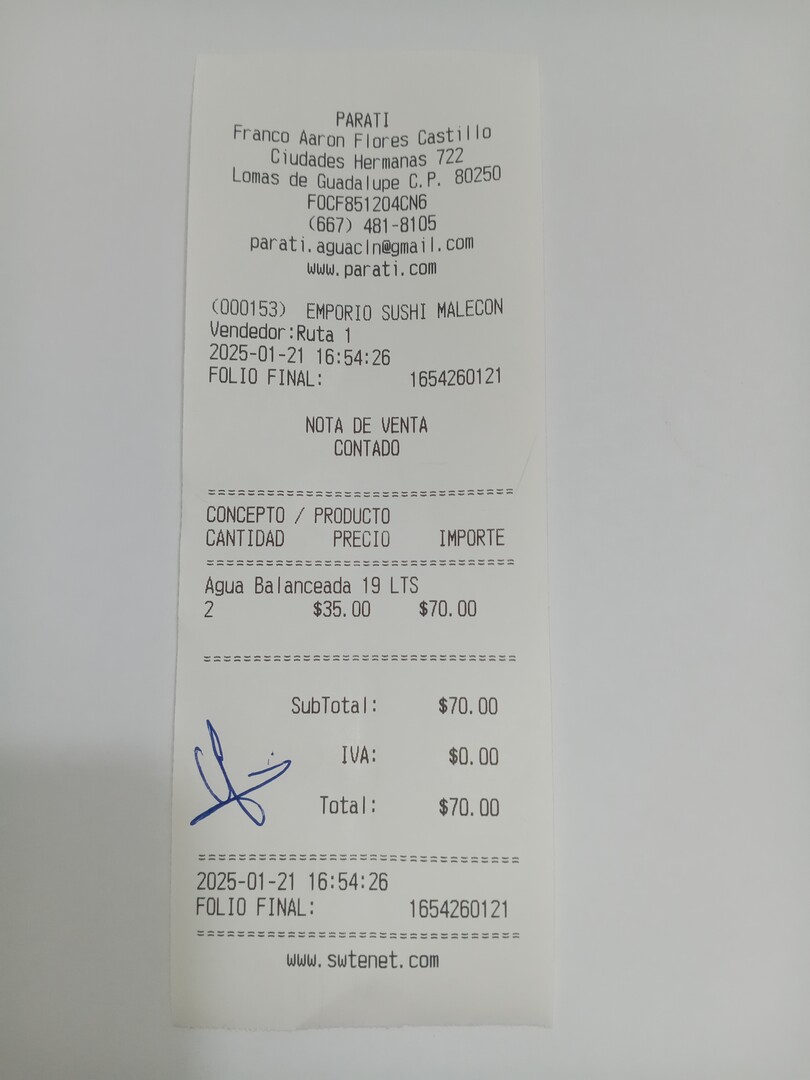 PARATI
Franco Aaron Flores Castillo
Ciudades Hermanas 722
Lomas de Guadalupe C.P. 80250
FOCF851204CN6
(667) 481-8105
parati.aguacln@gmail.com
www.parati.com
(000153) EMPORIO SUSHI MALECON
Vendedor:Ruta 1
2025-01-21 16:54:26
FOLIO FINAL: 1654260121
NOTA DE VENTA
CONTADO
===============================
CONCEPTO / PRODUCTO
CANTIDAD PRECIO IMPORTE
===============================
Agua Balanceada 19 LTS
2 $35.00 $70.00
===============================
SubTotal: $70.00
IVA: $0.00
Total: $70.00
===============================
2025-01-21 16:54:26
FOLIO FINAL: 1654260121
===============================
www.swtenet.com